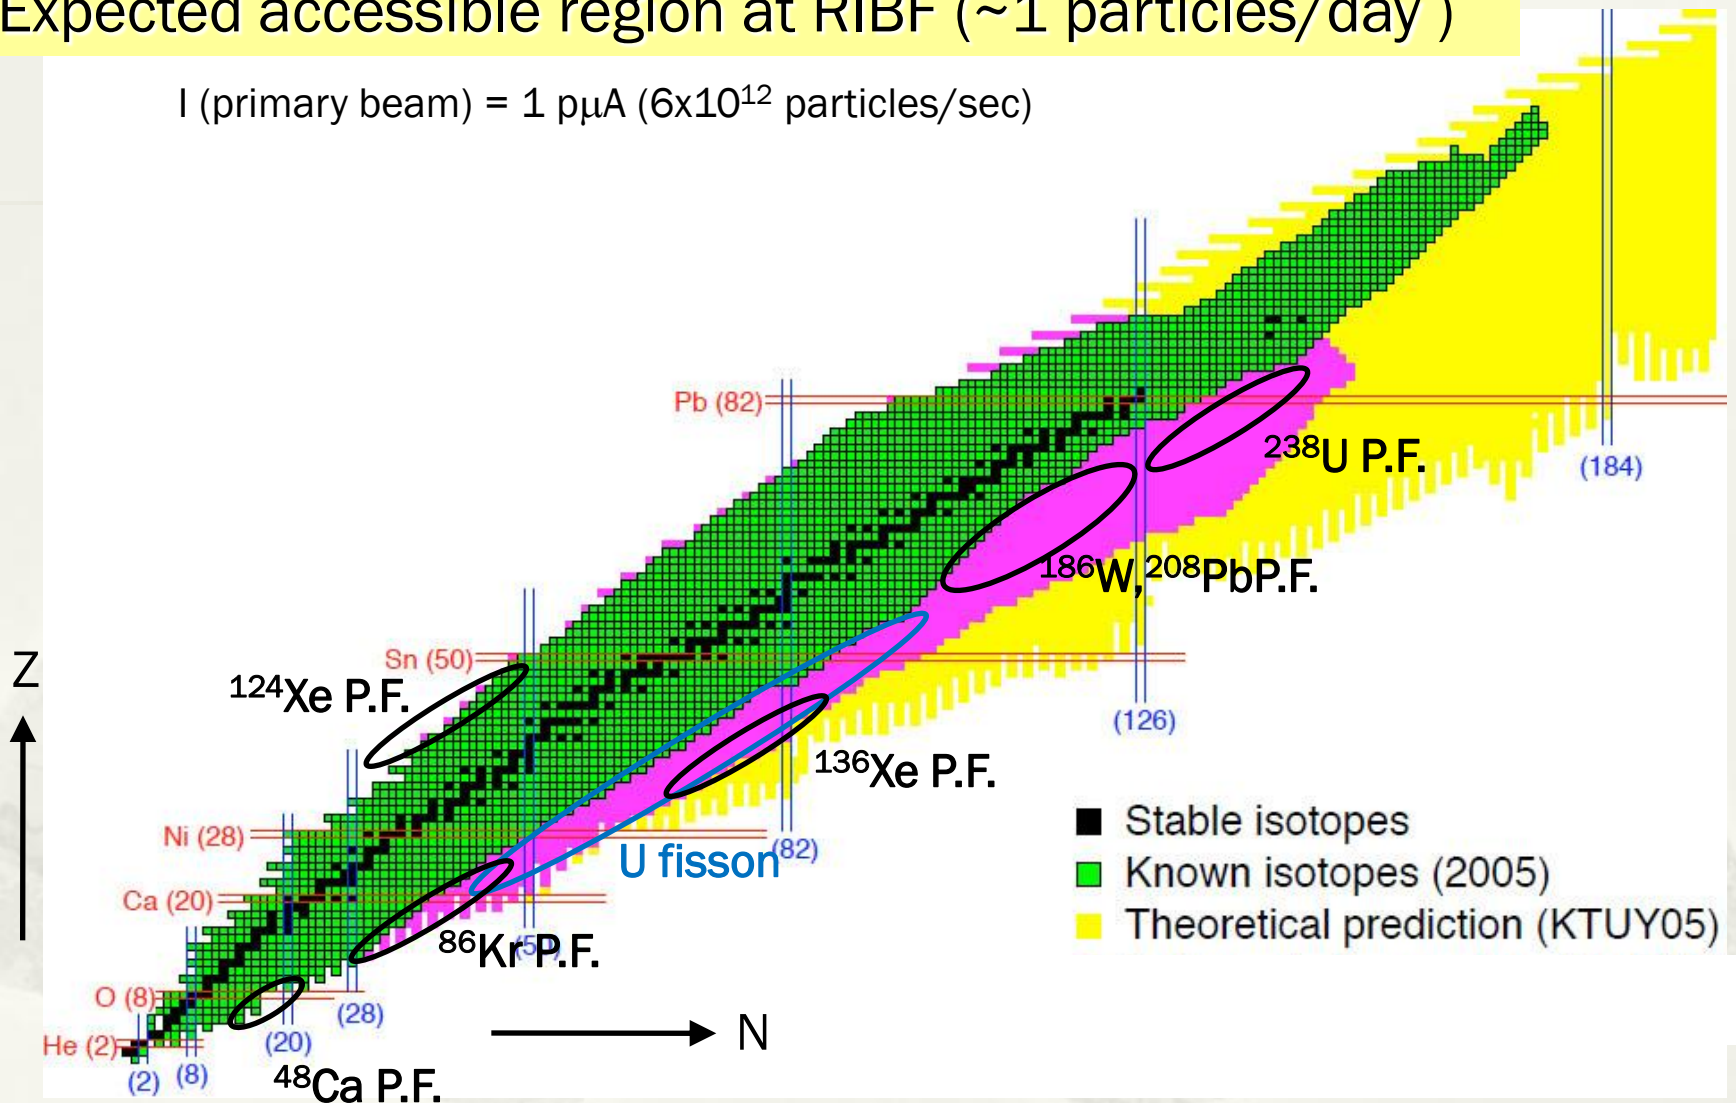 Expected accessible region at RIBF (~1 particles/day )
I (primary beam) = 1 pμA (6x10¹² particles/sec)
Pb (82)
²³⁸U P.F.
(184)
¹⁸⁶W,²⁰⁸PbP.F.
Sn (50)
Z
¹²⁴Xe P.F.
(126)
¹³⁶Xe P.F.
Stable isotopes
Ni (28)
U fisson
(82)
Known isotopes (2005)
Ca (20)
Theoretical prediction (KTUY05)
⁸⁶Kr P.F.
O (8)
(28)
N
He (2)
(20)
(2)
(8)
⁴⁸Ca P.F.